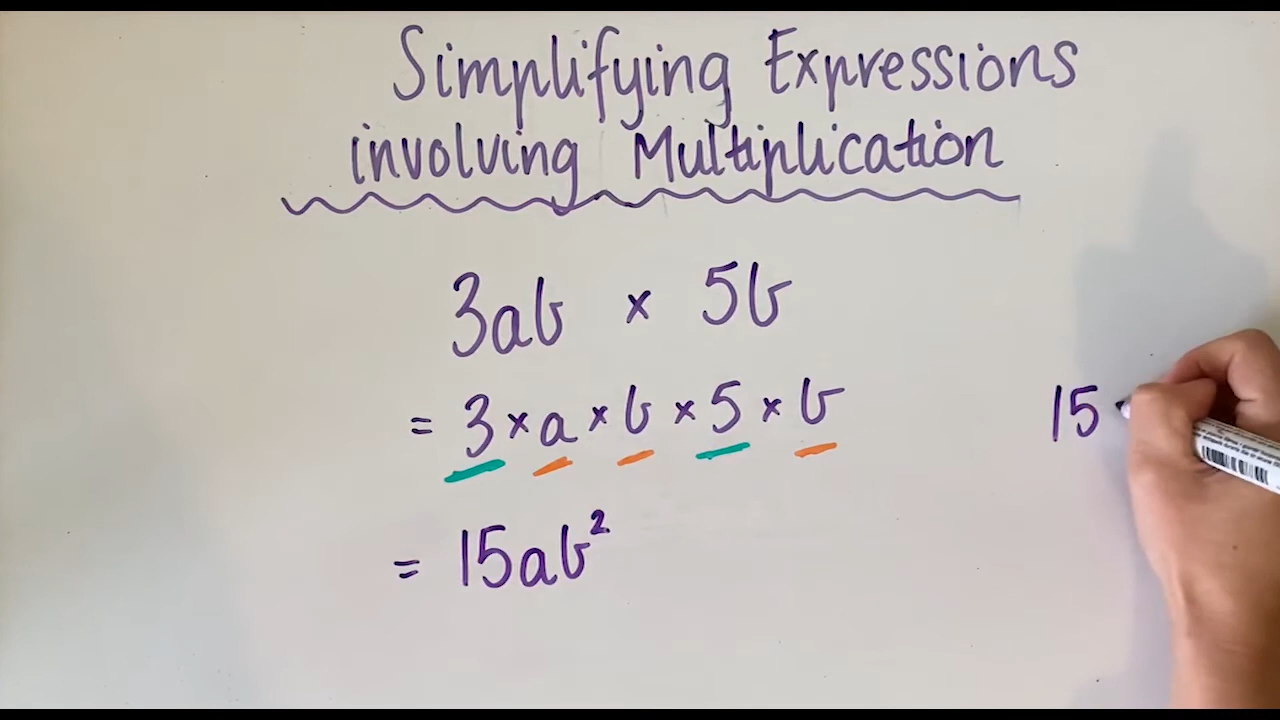 Simplifying Expressions
involving Multiplication
3ab × 5b
= 3 × a × b × 5 × b
15
= 15ab²